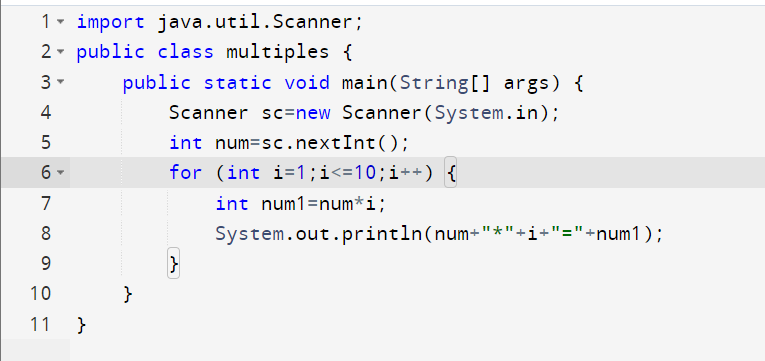 1 import java.util.Scanner;
2 public class multiples {
3     public static void main(String[] args) {
4         Scanner sc=new Scanner(System.in);
5         int num=sc.nextInt();
6         for (int i=1;i<=10;i++) {
7             int num1=num*i;
8             System.out.println(num+"*"+i+"="+num1);
9         }
10     }
11 }